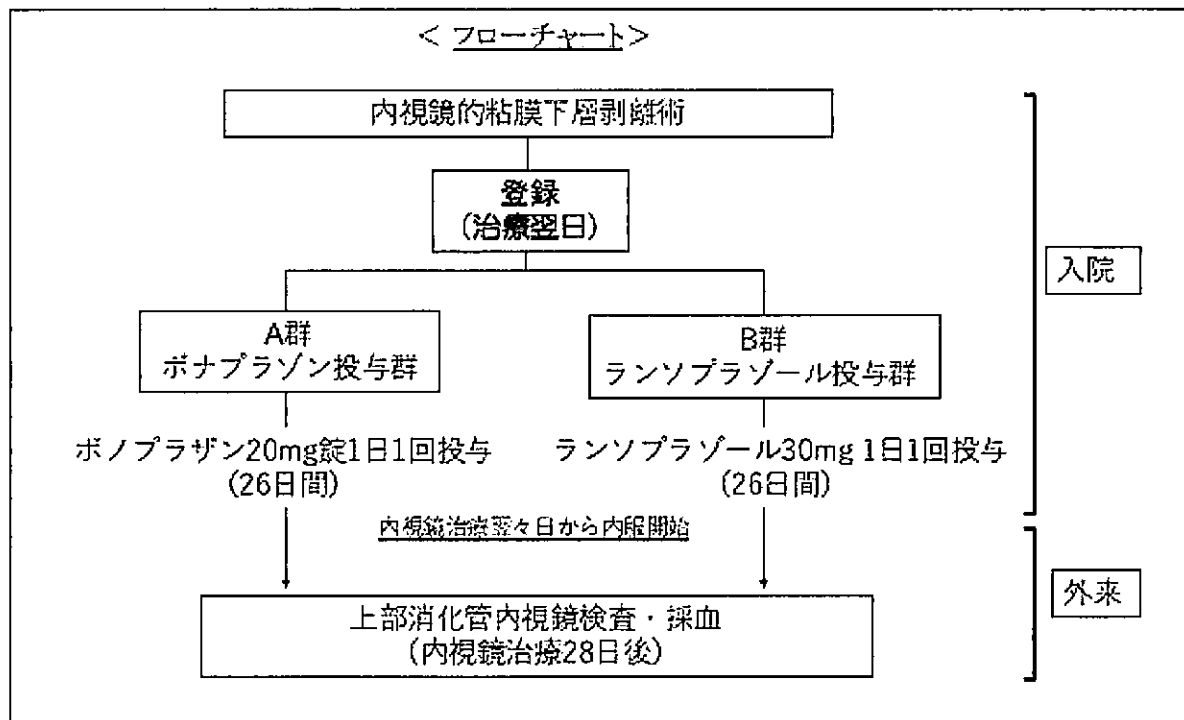 ＜フローチャート＞
内視鏡的粘膜下層剥離術
登録
（治療翌日）
入院
A群
ボナプラゾン投与群
B群
ランソプラゾール投与群
ボノプラザン20mg錠1日1回投与
（26日間）
ランソプラゾール30mg 1日1回投与
（26日間）
内視鏡治療翌々日から内服開始
外来
上部消化管内視鏡検査・採血
（内視鏡治療28日後）